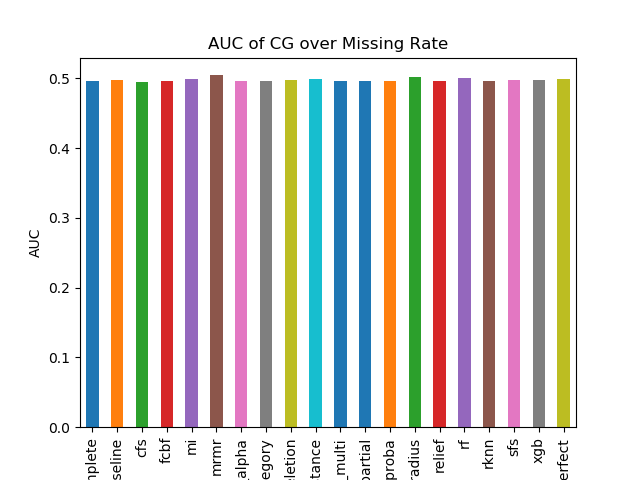 AUC of CG over Missing Rate
AUC
0.5
0.4
0.3
0.2
0.1
0.0
nplete
seline
cfs
fcbf
mi
mrmr
alpha
egory
letion
tance
_multi
partial
proba
radius
relief
rf
rknn
sfs
xgb
erfect